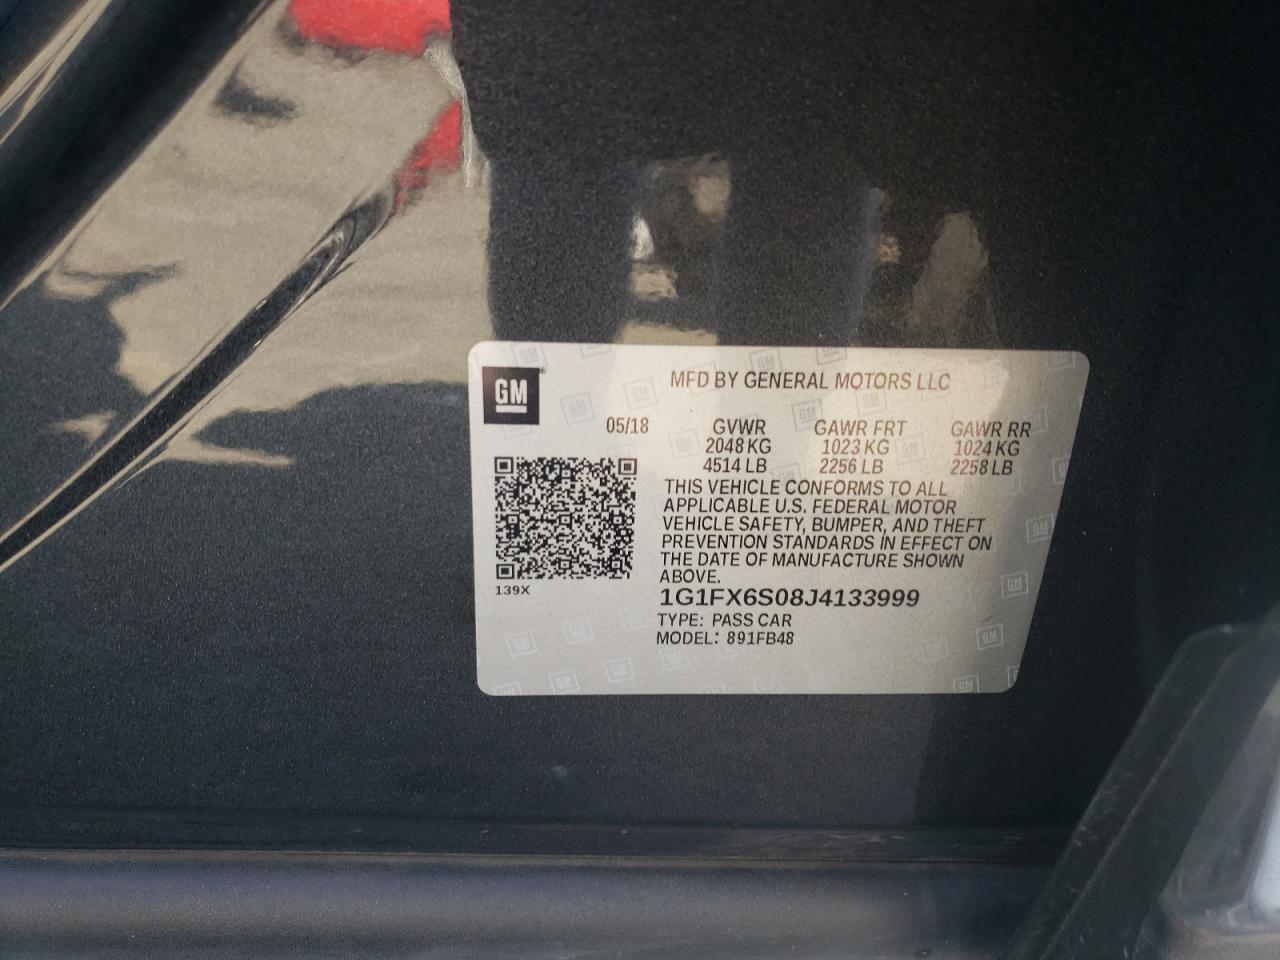 GM
MFD BY GENERAL MOTORS LLC
05/18 GVWR GAWR FRT GAWR RR
2048 KG 1023 KG 1024 KG
4514 LB 2256 LB 2258 LB
THIS VEHICLE CONFORMS TO ALL
APPLICABLE U.S. FEDERAL MOTOR
VEHICLE SAFETY, BUMPER, AND THEFT
PREVENTION STANDARDS IN EFFECT ON
THE DATE OF MANUFACTURE SHOWN
ABOVE.
139X
1G1FX6S08J4133999
TYPE: PASS CAR
MODEL: 891FB48